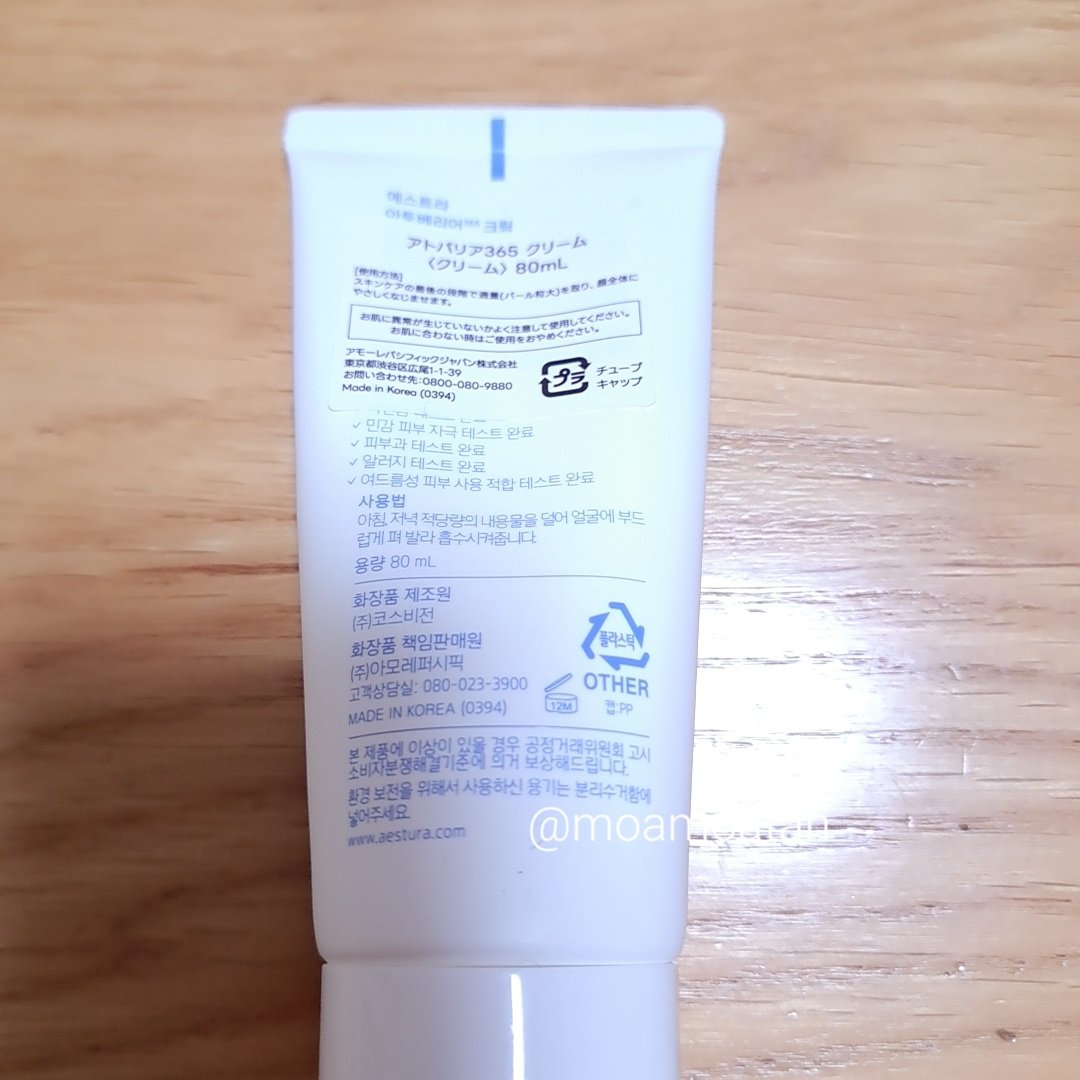 에스트라
아토베리어365 크림
アトバリア365 クリーム
〈クリーム〉80mL
[使用方法]
スキンケアの最後の段階で適量(パール粒大)を取り、顔全体に
やさしくなじませます。
お肌に異常が生じていないかよく注意して使用してください。
お肌に合わない時はご使用をおやめください。
アモーレパシフィックジャパン株式会社
東京都渋谷区広尾1-1-39
お問い合わせ先:0800-080-9880
Made in Korea (0394)
プラ
チューブ
キャップ
✓ 민감 피부 자극 테스트 완료
✓ 피부과 테스트 완료
✓ 알러지 테스트 완료
✓ 여드름성 피부 사용 적합 테스트 완료
사용법
아침, 저녁 적당량의 내용물을 덜어 얼굴에 부드
럽게 펴 발라 흡수시켜줍니다.
용량 80 mL
화장품 제조원
(주)코스비전
화장품 책임판매원
(주)아모레퍼시픽
고객상담실: 080-023-3900
MADE IN KOREA (0394)
12M
플라스틱
OTHER
캡:PP
본 제품에 이상이 있을 경우 공정거래위원회 고시
소비자분쟁해결기준에 의거 보상해드립니다.
환경 보전을 위해서 사용하신 용기는 분리수거함에
넣어주세요.
www.aestura.com